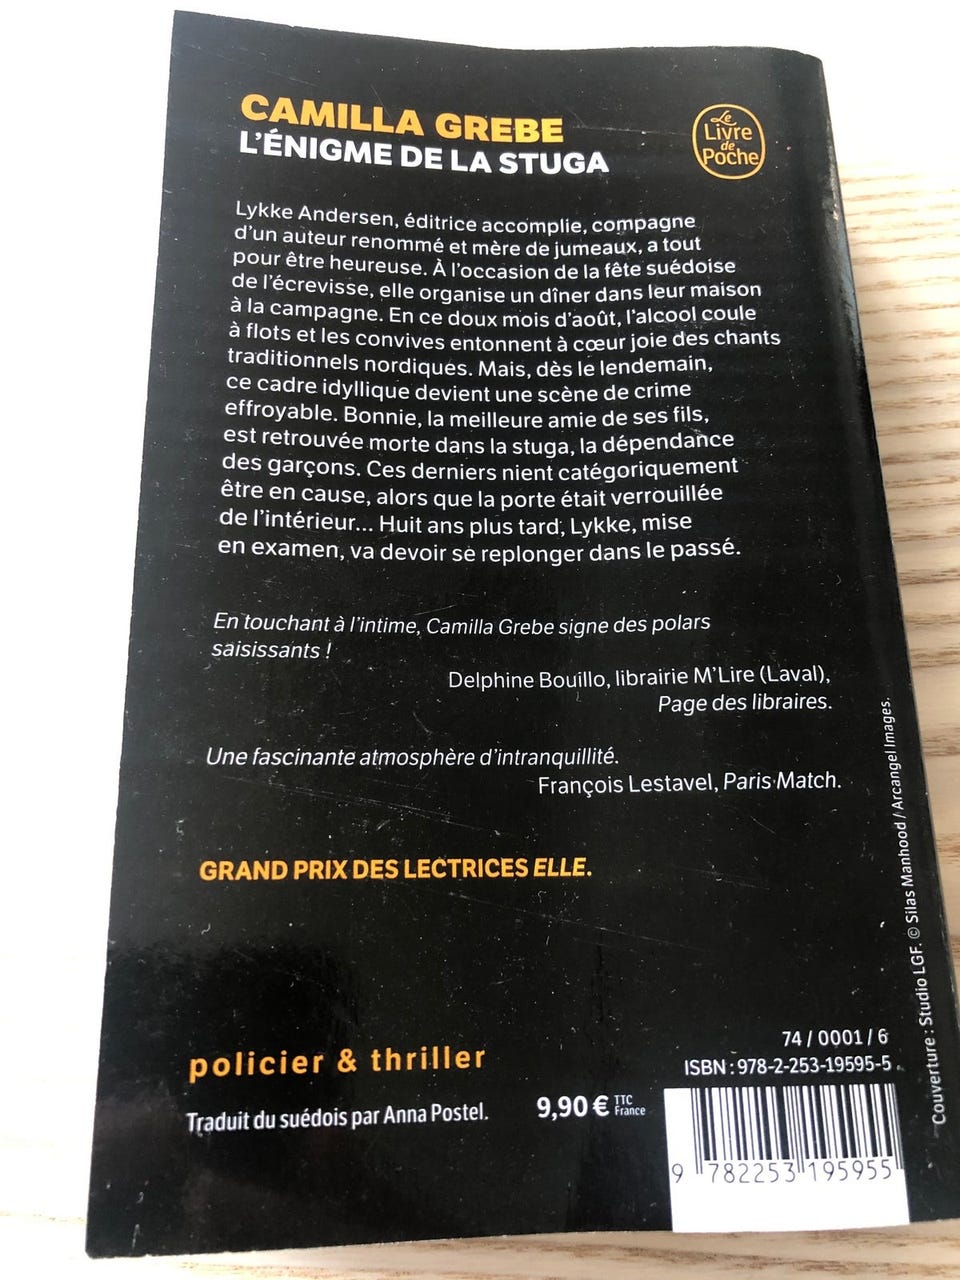 CAMILLA GREBE
L'ÉNIGME DE LA STUGA
Le
Livre
de
Poche
Lykke Andersen, éditrice accomplie, compagne
d'un auteur renommé et mère de jumeaux, a tout
pour être heureuse. À l'occasion de la fête suédoise
de l'écrevisse, elle organise un dîner dans leur maison
à la campagne. En ce doux mois d'août, l'alcool coule
à flots et les convives entonnent à cœur joie des chants
traditionnels nordiques. Mais, dès le lendemain,
ce cadre idyllique devient une scène de crime
effroyable. Bonnie, la meilleure amie de ses fils,
est retrouvée morte dans la stuga, la dépendance
des garçons. Ces derniers nient catégoriquement
être en cause, alors que la porte était verrouillée
de l'intérieur... Huit ans plus tard, Lykke, mise
en examen, va devoir se replonger dans le passé.
En touchant à l'intime, Camilla Grebe signe des polars
saisissants !
Delphine Bouillo, librairie M'Lire (Laval),
Page des libraires.
Une fascinante atmosphère d'intranquillité.
François Lestavel, Paris Match.
GRAND PRIX DES LECTRICES ELLE.
policier & thriller
Traduit du suédois par Anna Postel.
9,90 € TTC
France
74 / 0001 / 6
ISBN : 978-2-253-19595-5
9 782253 195955
Couverture : Studio LGF. © Silas Manhood / Arcangel Images.